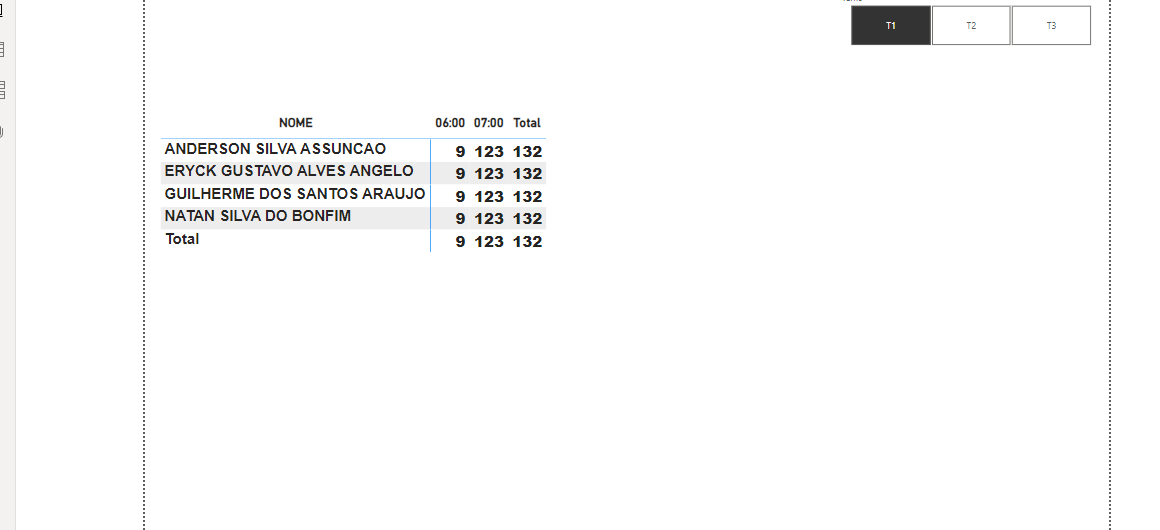 T1 T2 T3
NOME 06:00 07:00 Total
ANDERSON SILVA ASSUNCAO 9 123 132
ERYCK GUSTAVO ALVES ANGELO 9 123 132
GUILHERME DOS SANTOS ARAUJO 9 123 132
NATAN SILVA DO BONFIM 9 123 132
Total 9 123 132